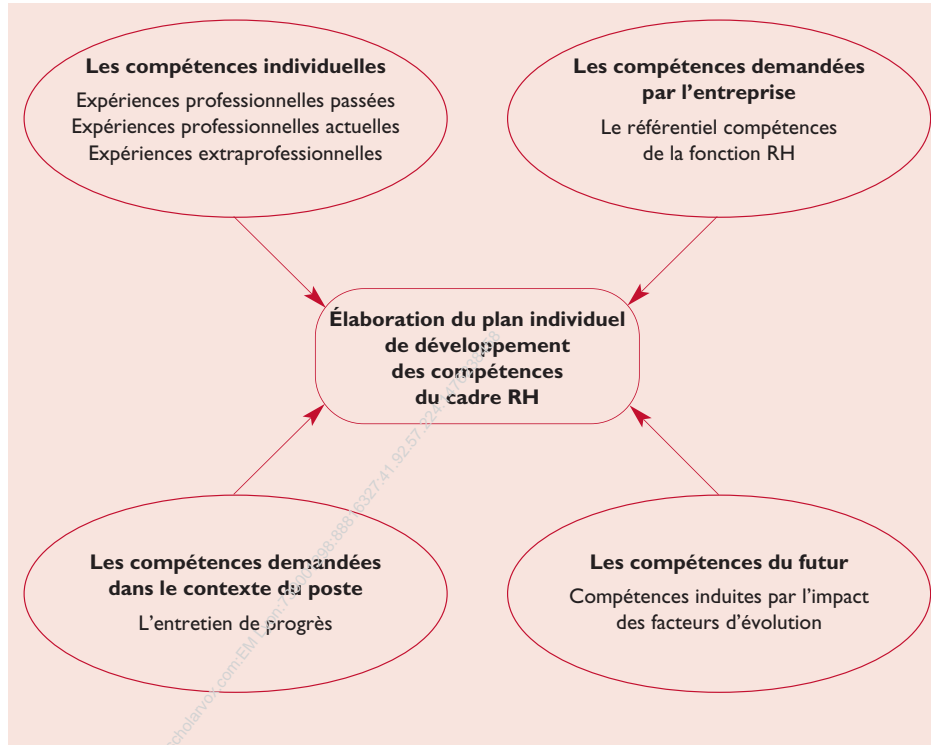 Les compétences individuelles
Expériences professionnelles passées
Expériences professionnelles actuelles
Expériences extraprofessionnelles
Les compétences demandées
par l'entreprise
Le référentiel compétences
de la fonction RH
Élaboration du plan individuel
de développement
des compétences
du cadre RH
Les compétences demandées
dans le contexte du poste
L'entretien de progrès
Les compétences du futur
Compétences induites par l'impact
des facteurs d'évolution